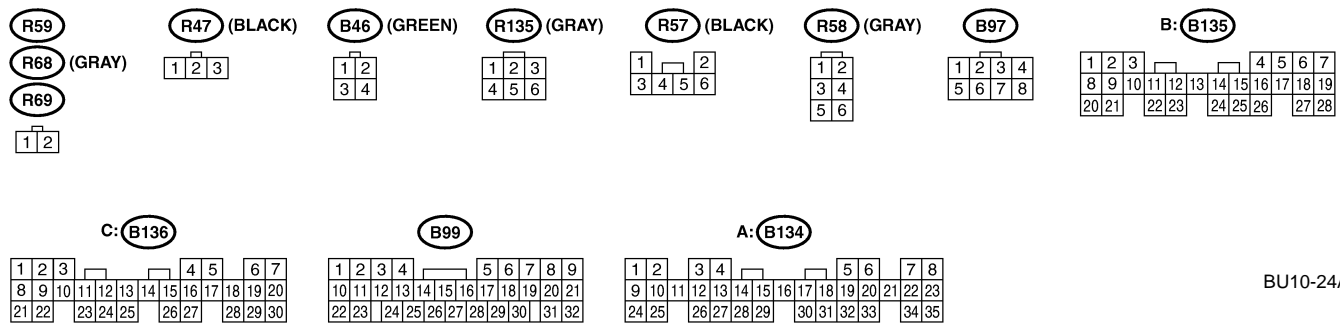 R59
R68 (GRAY)
R69
1 2
R47 (BLACK)
1 2 3
B46 (GREEN)
1 2
3 4
R135 (GRAY)
1 2 3
4 5 6
R57 (BLACK)
1 2
3 4 5 6
R58 (GRAY)
1 2
3 4
5 6
B97
1 2 3 4
5 6 7 8
B: B135
1 2 3 4 5 6 7
8 9 10 11 12 13 14 15 16 17 18 19
20 21 22 23 24 25 26 27 28
C: B136
1 2 3 4 5 6 7
8 9 10 11 12 13 14 15 16 17 18 19 20
21 22 23 24 25 26 27 28 29 30
B99
1 2 3 4 5 6 7 8 9
10 11 12 13 14 15 16 17 18 19 20 21
22 23 24 25 26 27 28 29 30 31 32
A: B134
1 2 3 4 5 6 7 8
9 10 11 12 13 14 15 16 17 18 19 20 21 22 23
24 25 26 27 28 29 30 31 32 33 34 35